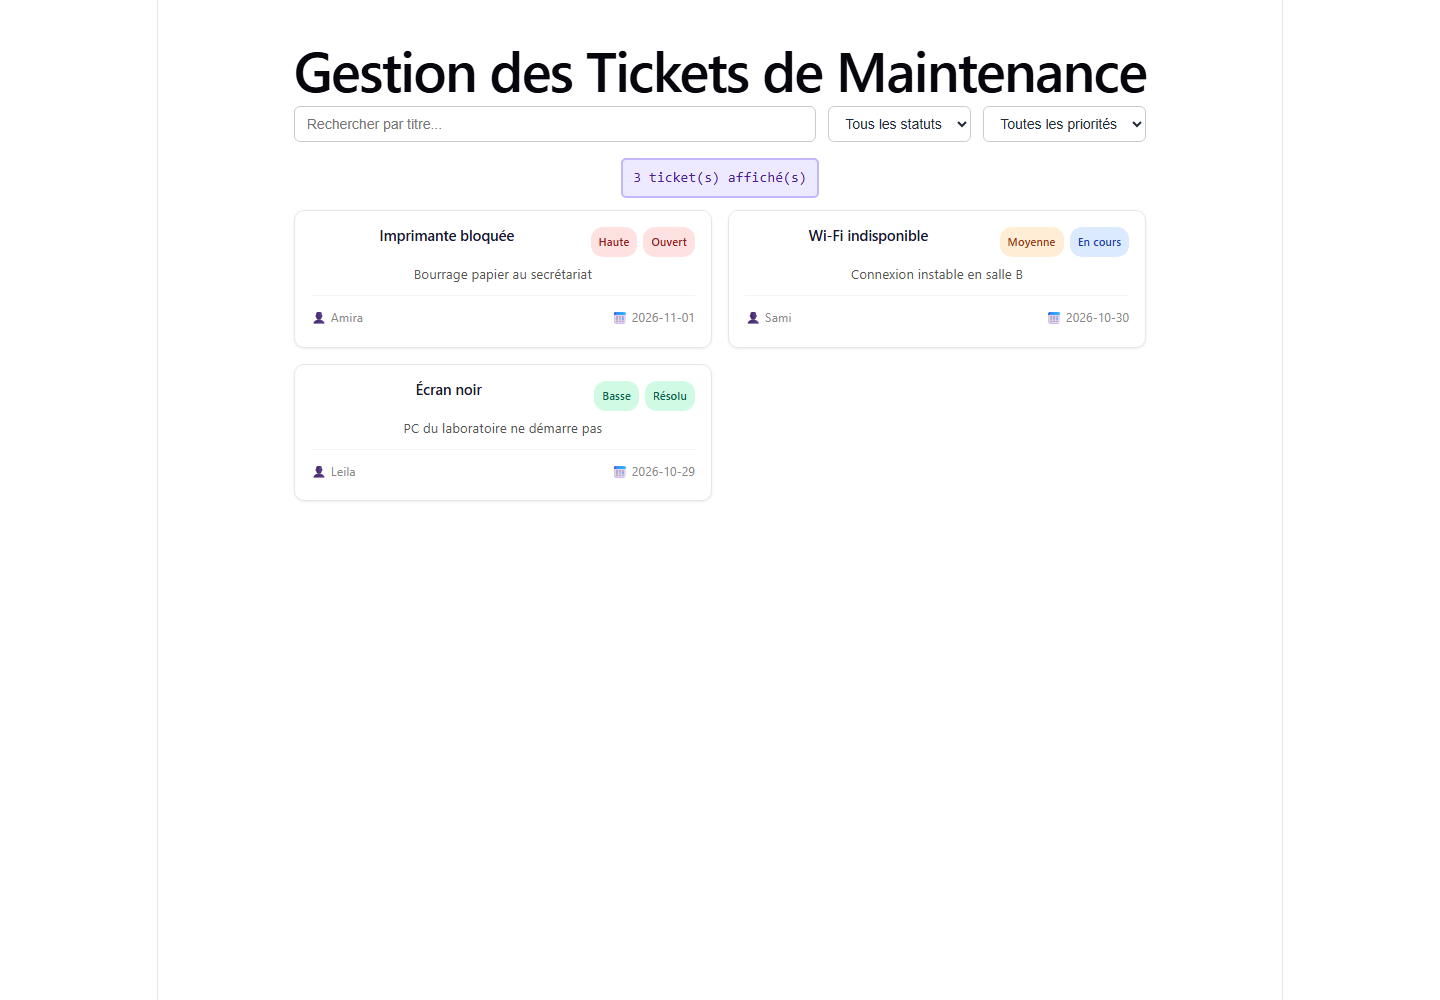 Gestion des Tickets de Maintenance
Rechercher par titre... Tous les statuts Toutes les priorités
3 ticket(s) affiché(s)
Imprimante bloquée Haute Ouvert
Bourrage papier au secrétariat
Amira 2026-11-01
Wi-Fi indisponible Moyenne En cours
Connexion instable en salle B
Sami 2026-10-30
Écran noir Basse Résolu
PC du laboratoire ne démarre pas
Leila 2026-10-29